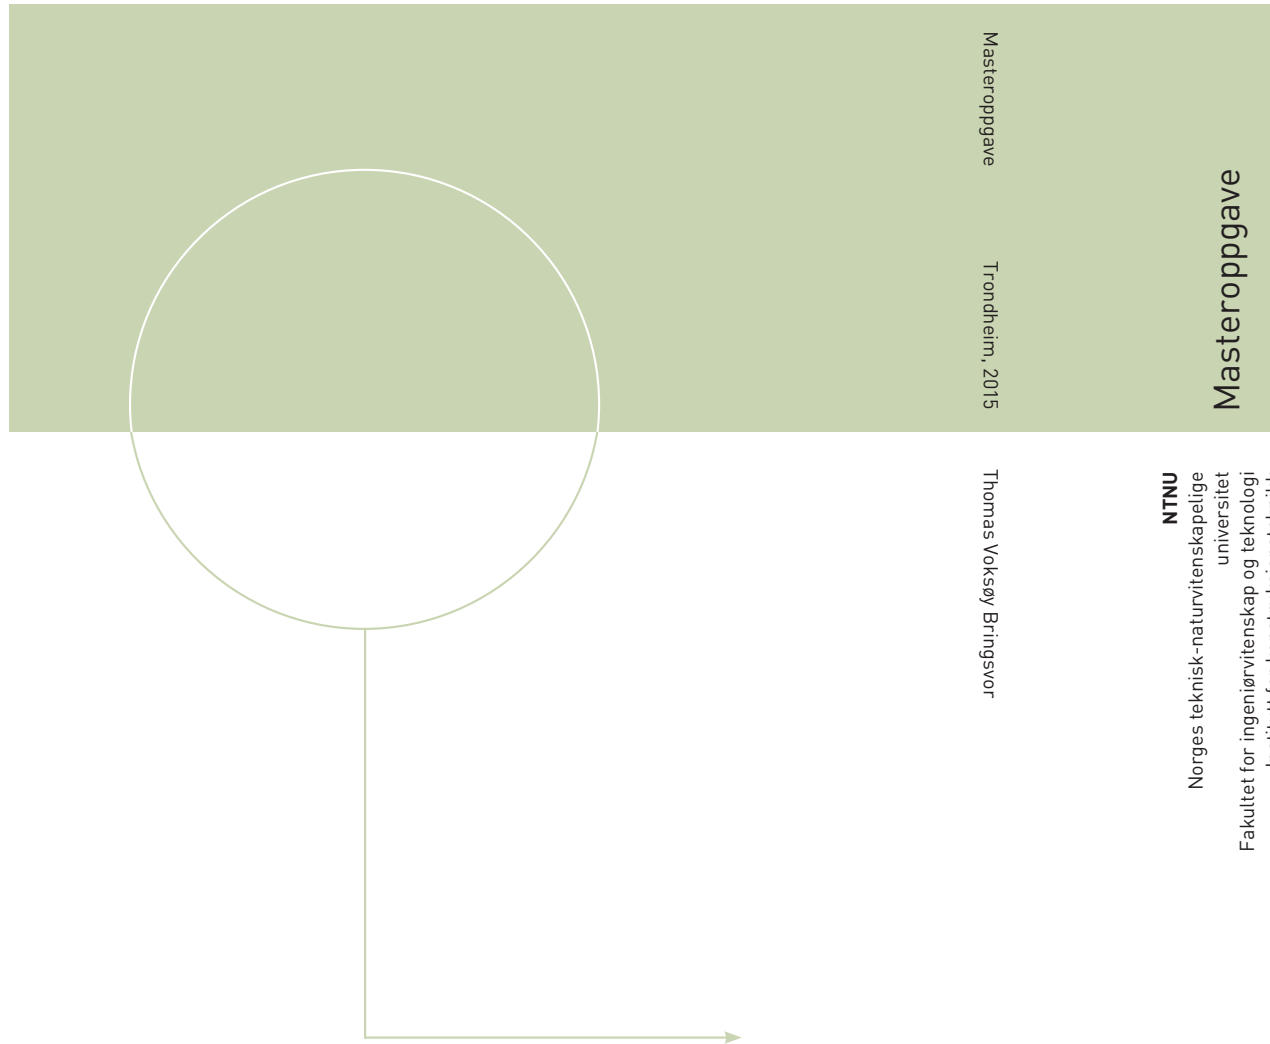 Masteroppgave
Trondheim, 2015
Thomas Voksøy Bringsvor
Masteroppgave
NTNU
Norges teknisk-naturvitenskapelige
universitet
Fakultet for ingeniørvitenskap og teknologi